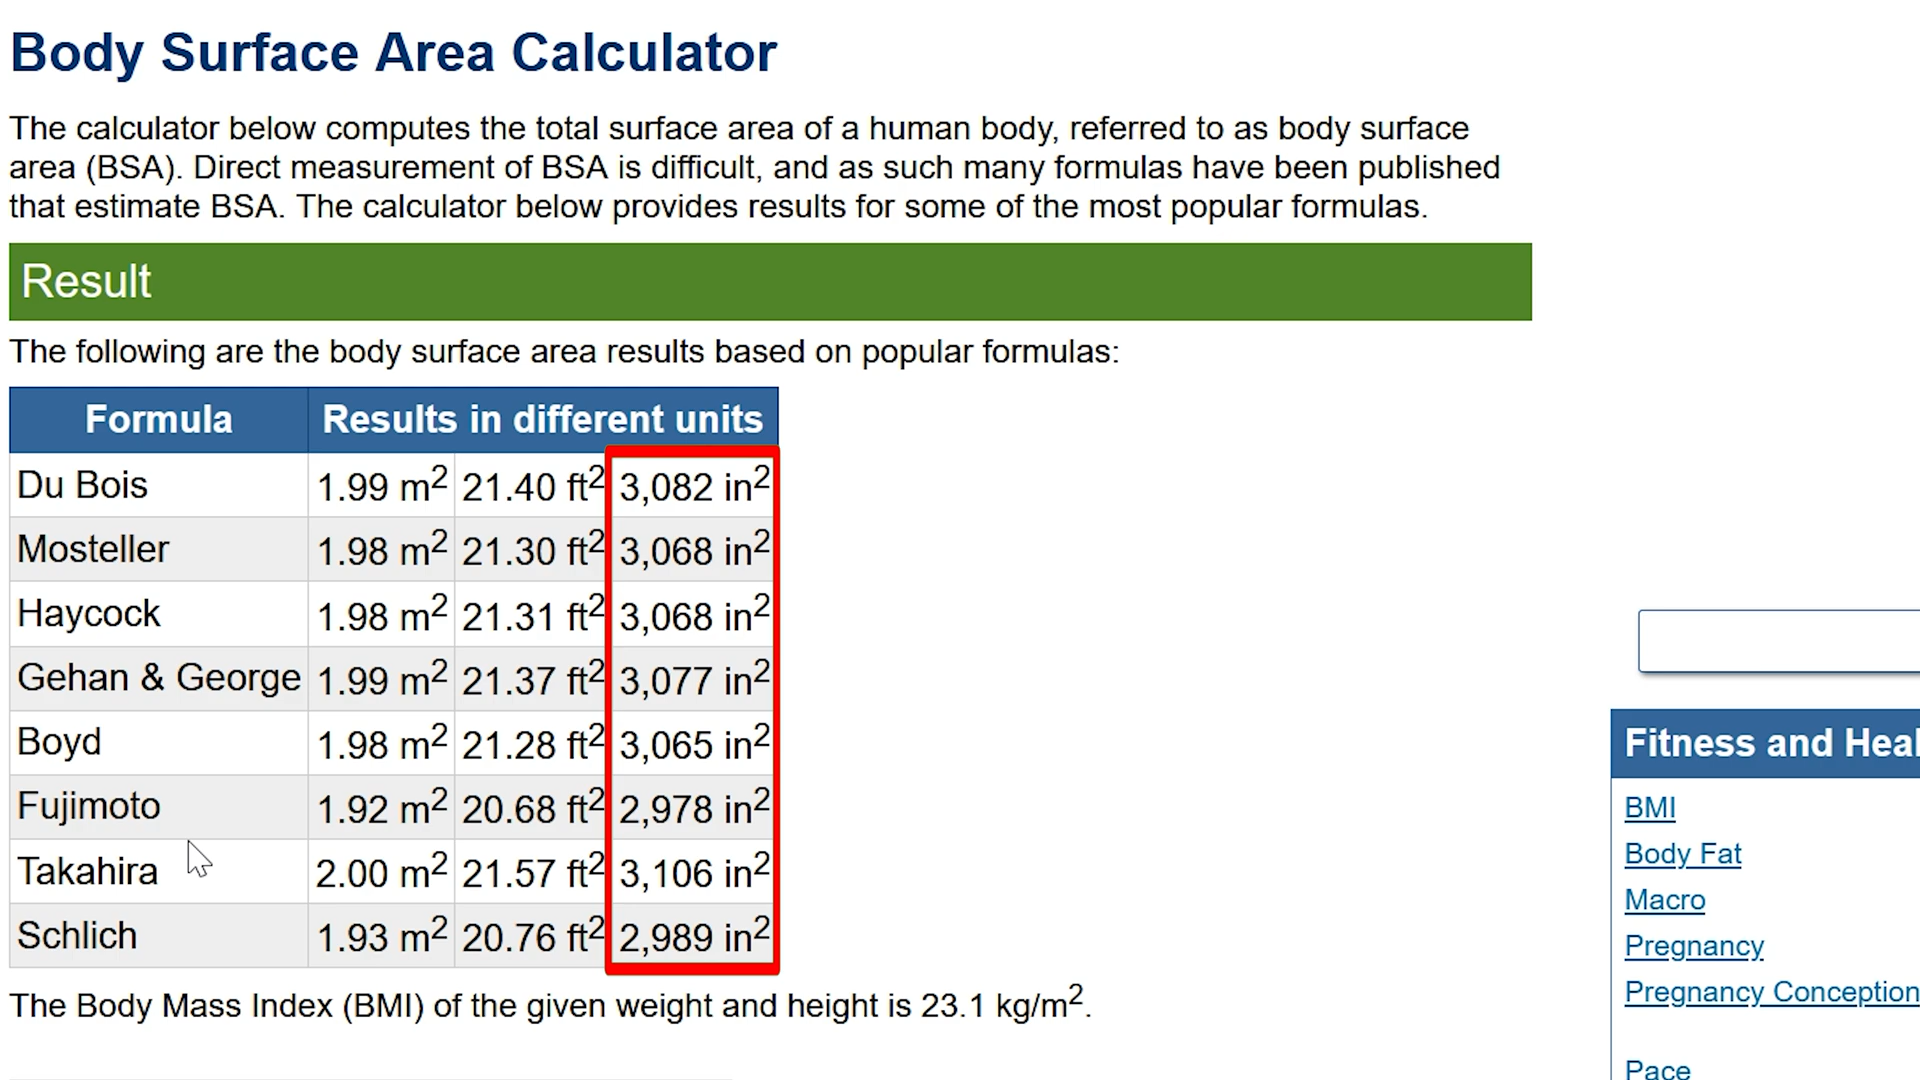 Body Surface Area Calculator
The calculator below computes the total surface area of a human body, referred to as body surface
area (BSA). Direct measurement of BSA is difficult, and as such many formulas have been published
that estimate BSA. The calculator below provides results for some of the most popular formulas.
Result
The following are the body surface area results based on popular formulas:
Formula Results in different units
Du Bois 1.99 m² 21.40 ft² 3,082 in²
Mosteller 1.98 m² 21.30 ft² 3,068 in²
Haycock 1.98 m² 21.31 ft² 3,068 in²
Gehan & George 1.99 m² 21.37 ft² 3,077 in²
Boyd 1.98 m² 21.28 ft² 3,065 in²
Fujimoto 1.92 m² 20.68 ft² 2,978 in²
Takahira 2.00 m² 21.57 ft² 3,106 in²
Schlich 1.93 m² 20.76 ft² 2,989 in²
The Body Mass Index (BMI) of the given weight and height is 23.1 kg/m².
Fitness and Heal
BMI
Body Fat
Macro
Pregnancy
Pregnancy Conception
Pace